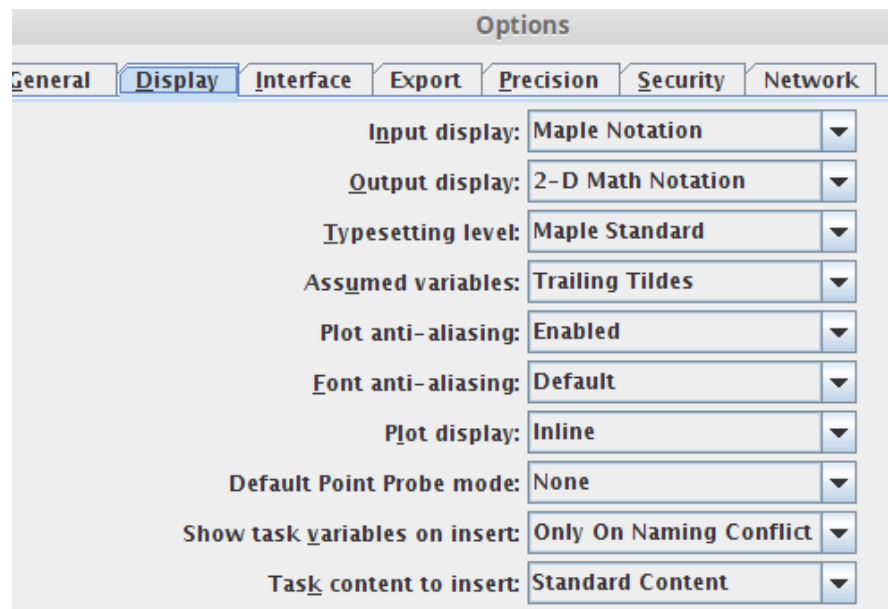 Options
General Display Interface Export Precision Security Network
Input display: Maple Notation
Output display: 2-D Math Notation
Typesetting level: Maple Standard
Assumed variables: Trailing Tildes
Plot anti-aliasing: Enabled
Font anti-aliasing: Default
Plot display: Inline
Default Point Probe mode: None
Show task variables on insert: Only On Naming Conflict
Task content to insert: Standard Content